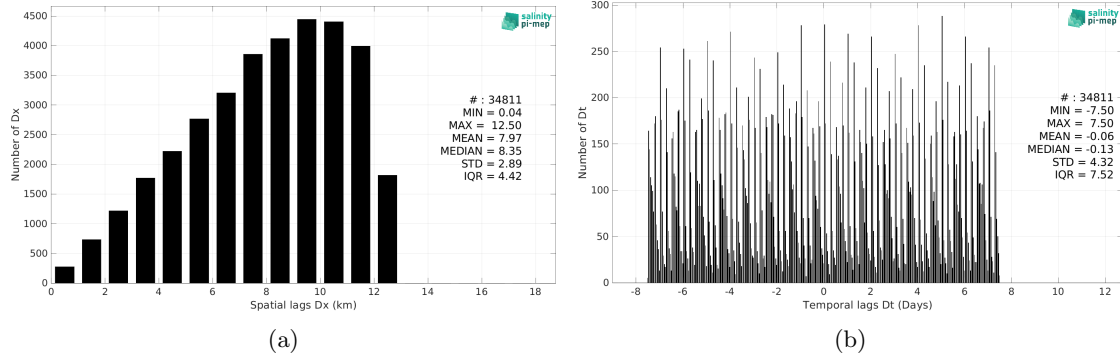 4500
4000
3500
3000
2500
2000
1500
1000
500
0
Number of Dx
0 2 4 6 8 10 12 14 16 18
Spatial lags Dx (km)
salinity
pi-mep
# : 34811
MIN = 0.04
MAX = 12.50
MEAN = 7.97
MEDIAN = 8.35
STD = 2.89
IQR = 4.42
(a)
300
250
200
150
100
50
0
Number of Dt
-8 -6 -4 -2 0 2 4 6 8 10 12
Temporal lags Dt (Days)
salinity
pi-mep
# : 34811
MIN = -7.50
MAX = 7.50
MEAN = -0.06
MEDIAN = -0.13
STD = 4.32
IQR = 7.52
(b)